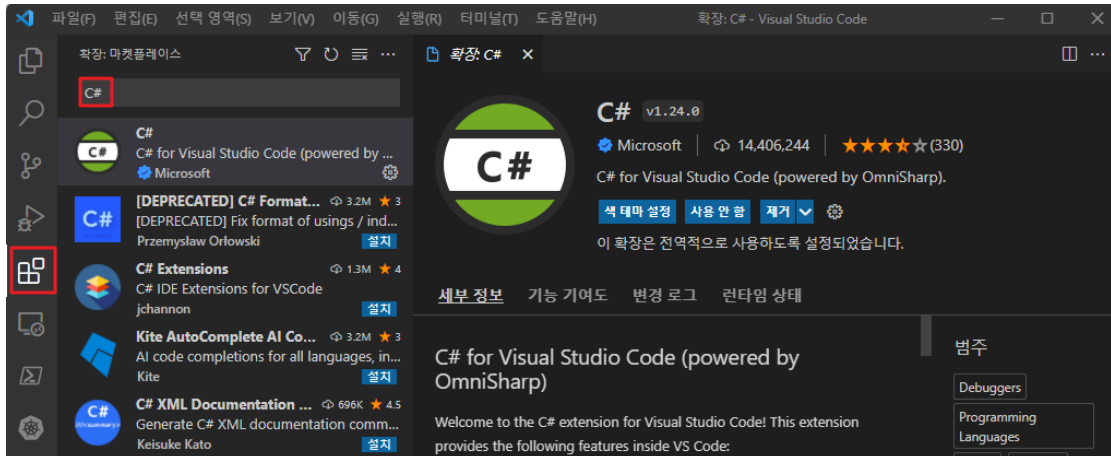 파일(F) 편집(E) 선택 영역(S) 보기(V) 이동(G) 실행(R) 터미널(T) 도움말(H) 확장: C# - Visual Studio Code
확장: 마켓플레이스
C#
C#
C#
C# for Visual Studio Code (powered by ...
Microsoft
C#
[DEPRECATED] C# Format... 3.2M ★ 3
[DEPRECATED] Fix format of usings / ind...
Przemysław Orłowski 설치
C# Extensions 1.3M ★ 4
C# IDE Extensions for VSCode
jchannon 설치
Kite AutoComplete AI Co... 3.2M ★ 3
AI code completions for all languages, in...
Kite 설치
C#
C# XML Documentation ... 696K ★ 4.5
Generate C# XML documentation comm...
Keisuke Kato 설치
확장: C#
C#
C# v1.24.0
Microsoft 14,406,244 (330)
C# for Visual Studio Code (powered by OmniSharp).
색 테마 설정 사용 안 함 제거
이 확장은 전역적으로 사용하도록 설정되었습니다.
세부 정보 기능 기여도 변경 로그 런타임 상태
C# for Visual Studio Code (powered by
OmniSharp)
Welcome to the C# extension for Visual Studio Code! This extension
provides the following features inside VS Code:
범주
Debuggers
Programming
Languages